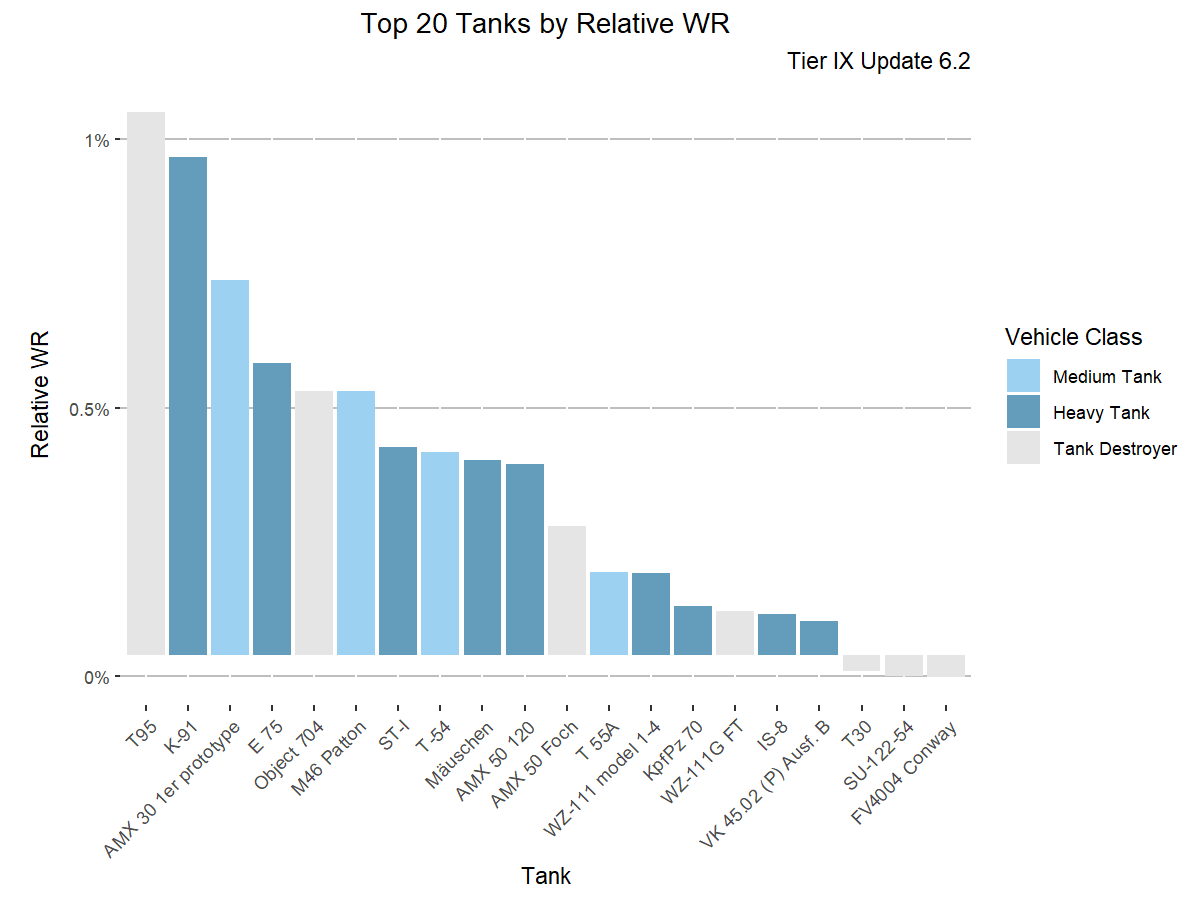 Top 20 Tanks by Relative WR
Tier IX Update 6.2
1%
0.5%
0%
Relative WR
T95
K-91
AMX 30 1er prototype
E 75
Object 704
M46 Patton
ST-I
T-54
Mäuschen
AMX 50 120
AMX 50 Foch
T 55A
WZ-111 model 1-4
KpfPz 70
WZ-111G FT
IS-8
VK 45.02 (P) Ausf. B
T30
SU-122-54
FV4004 Conway
Tank
Vehicle Class
Medium Tank
Heavy Tank
Tank Destroyer